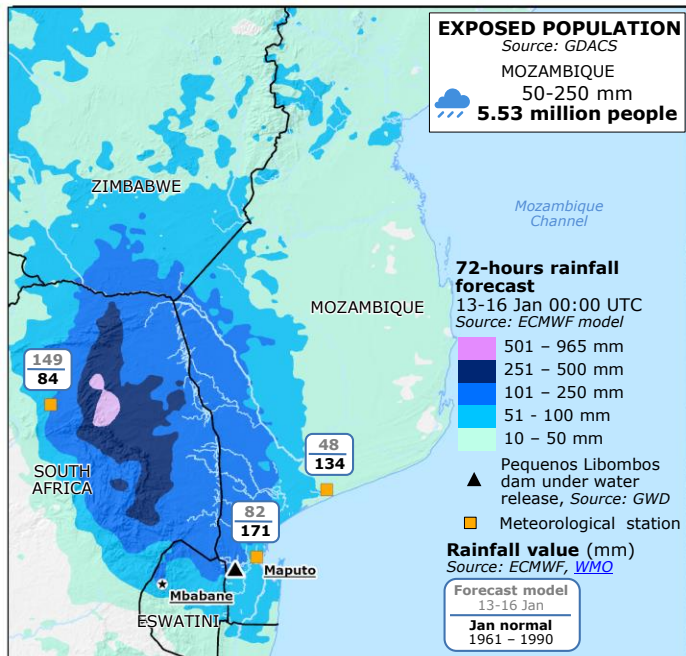 EXPOSED POPULATION
Source: GDACS
MOZAMBIQUE
50-250 mm
5.53 million people
ZIMBABWE
Mozambique
Channel
MOZAMBIQUE
72-hours rainfall
forecast
13-16 Jan 00:00 UTC
Source: ECMWF model
501 – 965 mm
251 – 500 mm
101 – 250 mm
51 - 100 mm
10 – 50 mm
149
84
48
134
SOUTH
AFRICA
82
171
Pequenos Libombos
dam under water
release, Source: GWD
Meteorological station
Maputo
Mbabane
ESWATINI
Rainfall value (mm)
Source: ECMWF, WMO
Forecast model
13-16 Jan
Jan normal
1961 – 1990